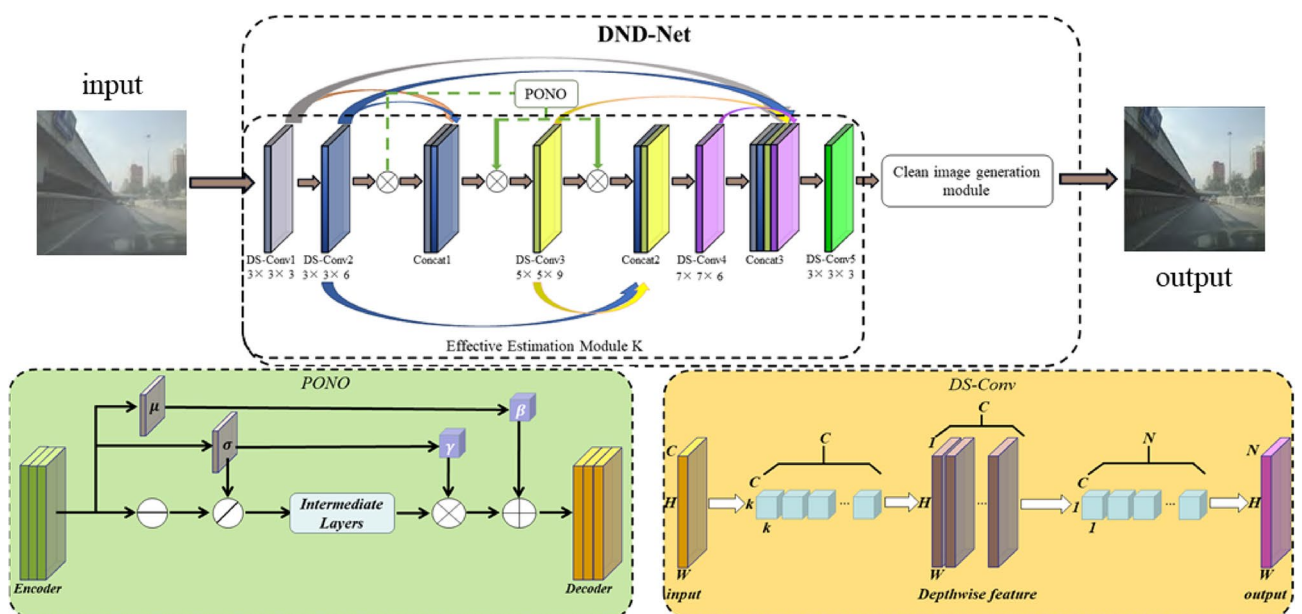 DND-Net
input
PONO
Clean image generation
module
DS-Conv1
3× 3× 3
DS-Conv2
3× 3× 6
Concat1
DS-Conv3
5× 5× 9
Concat2
DS-Conv4
7× 7× 6
Concat3
DS-Conv5
3× 3× 3
output
Effective Estimation Module K
PONO
μ
β
σ
γ
Intermediate
Layers
Encoder
Decoder
DS-Conv
C
C
1
C
N
N
C
C
H
k
H
1
H
k
1
W
W
W
input
Depthwise feature
output